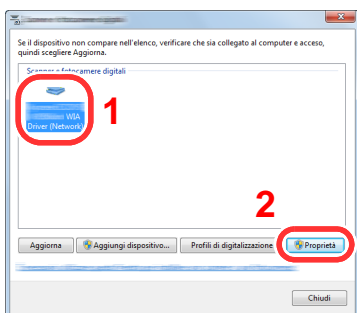 Se il dispositivo non compare nell'elenco, verificare che sia collegato al computer e acceso,
quindi scegliere Aggiorna.
Scanner e fotocamere digitali
1
WIA
Driver (Network)
2
Aggiorna
Aggiungi dispositivo...
Profili di digitalizzazione
Proprietà
Chiudi